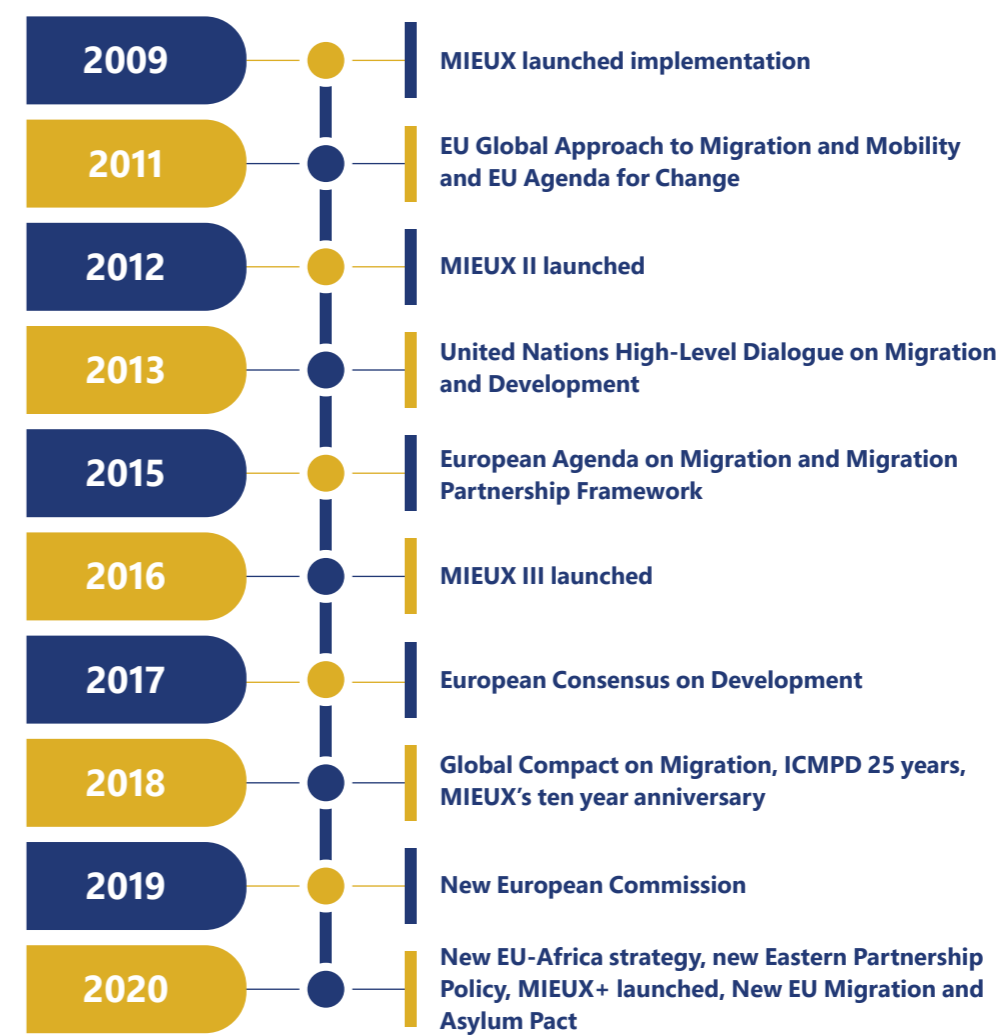 2009
MIEUX launched implementation
2011
EU Global Approach to Migration and Mobility
and EU Agenda for Change
2012
MIEUX II launched
2013
United Nations High-Level Dialogue on Migration
and Development
2015
European Agenda on Migration and Migration
Partnership Framework
2016
MIEUX III launched
2017
European Consensus on Development
2018
Global Compact on Migration, ICMPD 25 years,
MIEUX’s ten year anniversary
2019
New European Commission
2020
New EU-Africa strategy, new Eastern Partnership
Policy, MIEUX+ launched, New EU Migration and
Asylum Pact